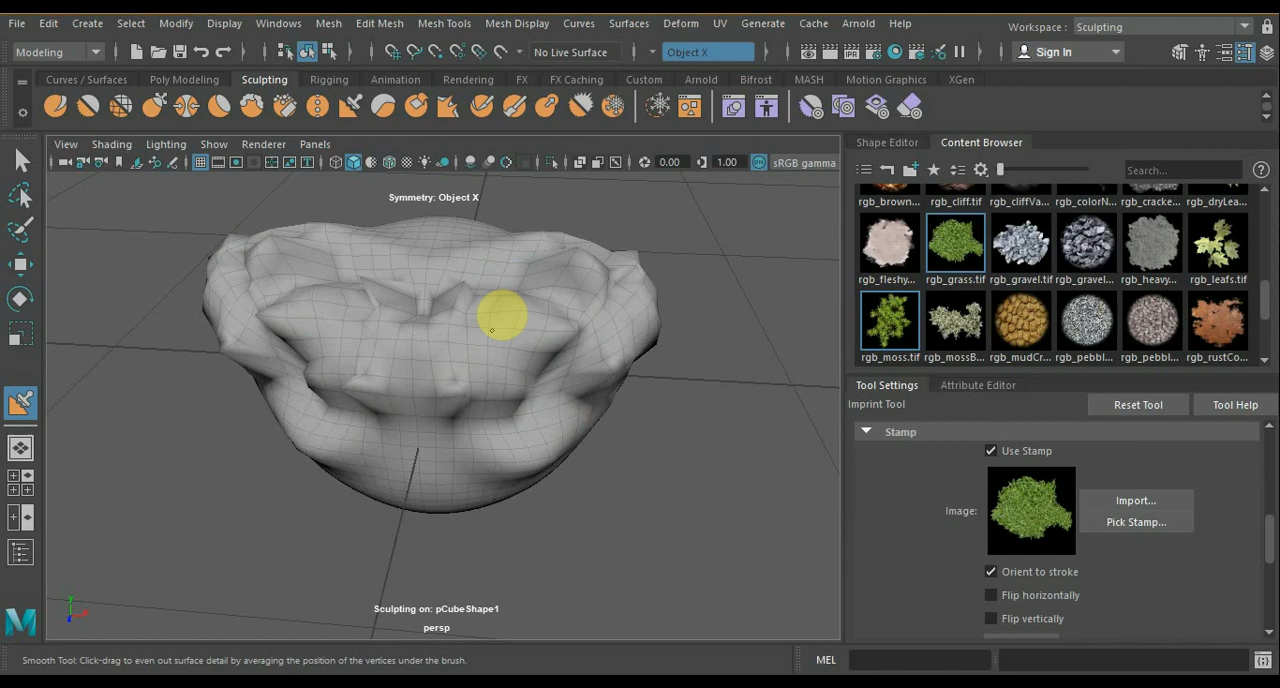 File Edit Create Select Modify Display Windows Mesh Edit Mesh Mesh Tools Mesh Display Curves Surfaces Deform UV Generate Cache Arnold Help
Workspace : Sculpting
Modeling
No Live Surface
Object X
Sign In
Curves / Surfaces Poly Modeling Sculpting Rigging Animation Rendering FX FX Caching Custom Arnold Bifrost MASH Motion Graphics XGen
View Shading Lighting Show Renderer Panels
0.00 1.00 sRGB gamma
Symmetry: Object X
Sculpting on: pCubeShape1
persp
Shape Editor Content Browser
Search...
rgb_brown... rgb_cliff.tif rgb_cliffVa... rgb_colorN... rgb_cracke... rgb_dryLea...
rgb_fleshy... rgb_grass.tif rgb_gravel.tif rgb_gravel... rgb_heavy... rgb_leafs.tif
rgb_moss.tif rgb_mossB... rgb_mudCr... rgb_pebbl... rgb_pebbl... rgb_rustCo...
Tool Settings Attribute Editor
Imprint Tool Reset Tool Tool Help
Stamp
Use Stamp
Image:
Import...
Pick Stamp...
Orient to stroke
Flip horizontally
Flip vertically
Smooth Tool: Click-drag to even out surface detail by averaging the position of the vertices under the brush.
MEL